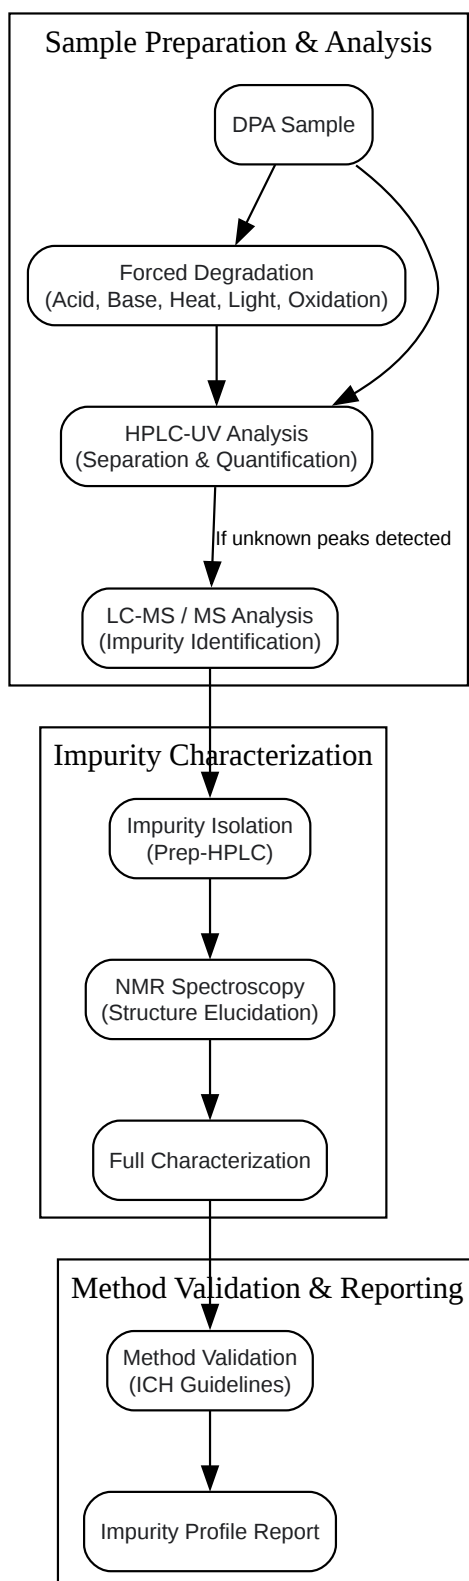 Sample Preparation & Analysis
DPA Sample
Forced Degradation
(Acid, Base, Heat, Light, Oxidation)
HPLC-UV Analysis
(Separation & Quantification)
If unknown peaks detected
LC-MS / MS Analysis
(Impurity Identification)
Impurity Characterization
Impurity Isolation
(Prep-HPLC)
NMR Spectroscopy
(Structure Elucidation)
Full Characterization
Method Validation & Reporting
Method Validation
(ICH Guidelines)
Impurity Profile Report